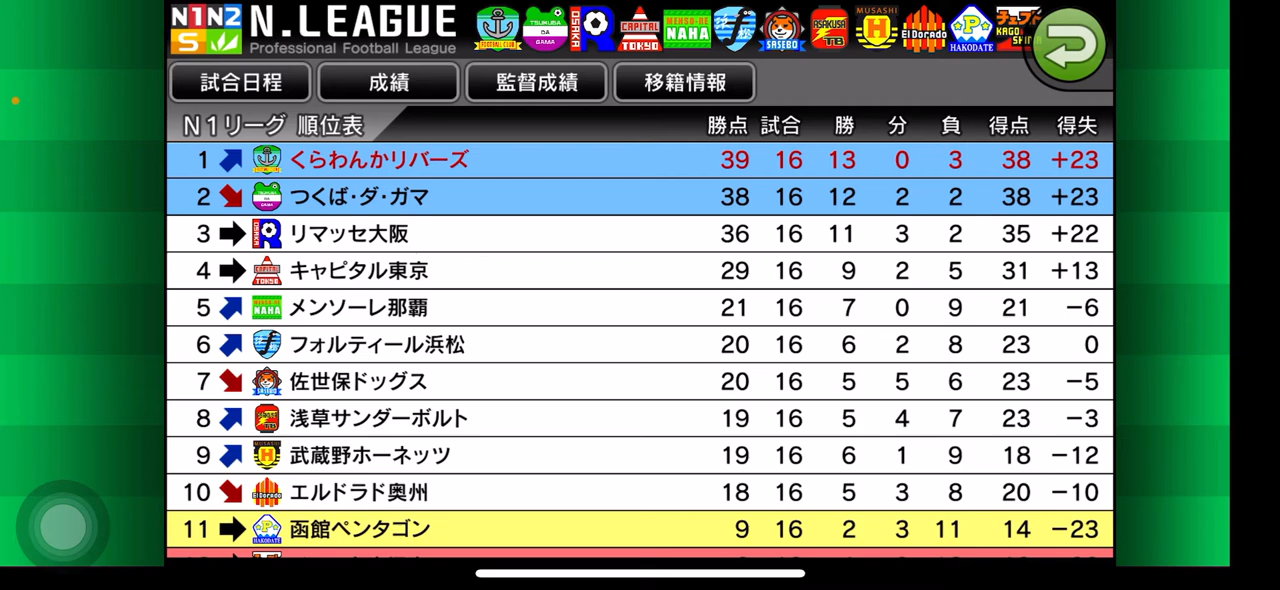 N1 N2 S N.LEAGUE
Professional Football League
FOOTBALL CLUB TSUKUBA DA GAMA OSAKA R CAPITAL TOKYO MENSO-RE NAHA SASEBO ASAKUSA TB MUSASHI H El Dorado P HAKODATE
試合日程 成績 監督成績 移籍情報
N1リーグ 順位表 勝点 試合 勝 分 負 得点 得失
1 くらわんかリバーズ 39 16 13 0 3 38 +23
2 つくば・ダ・ガマ 38 16 12 2 2 38 +23
3 リマッセ大阪 36 16 11 3 2 35 +22
4 キャピタル東京 29 16 9 2 5 31 +13
5 メンソーレ那覇 21 16 7 0 9 21 −6
6 フォルティール浜松 20 16 6 2 8 23 0
7 佐世保ドッグス 20 16 5 5 6 23 −5
8 浅草サンダーボルト 19 16 5 4 7 23 −3
9 武蔵野ホーネッツ 19 16 6 1 9 18 −12
10 エルドラド奥州 18 16 5 3 8 20 −10
11 函館ペンタゴン 9 16 2 3 11 14 −23